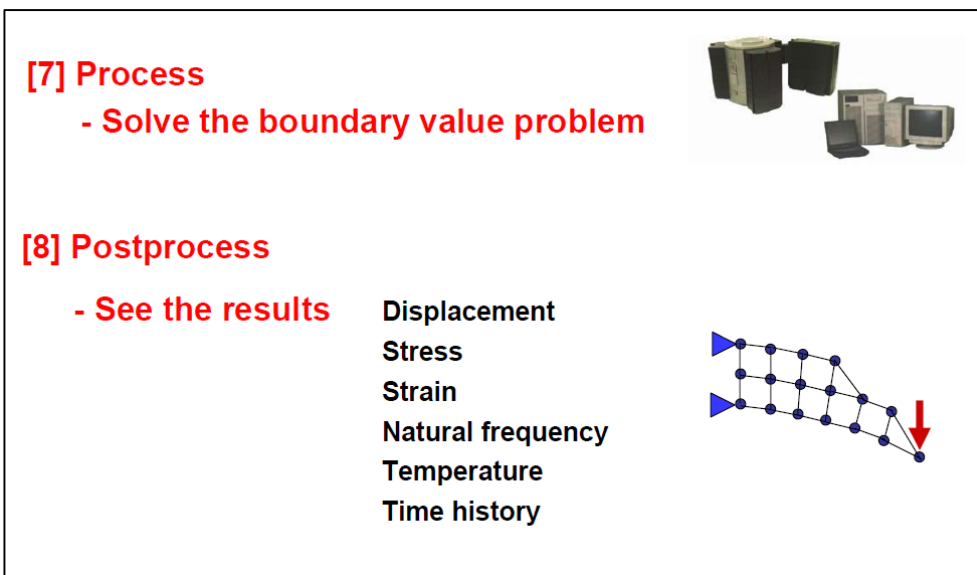 [7] Process
- Solve the boundary value problem
[8] Postprocess
- See the results
Displacement
Stress
Strain
Natural frequency
Temperature
Time history